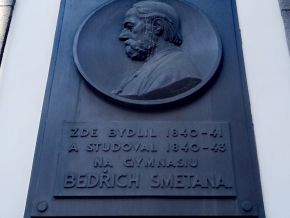 ZDE BYDLIL 1840-41
A STUDOVAL 1840-43
NA GYMNASIU
BEDŘICH SMETANA.